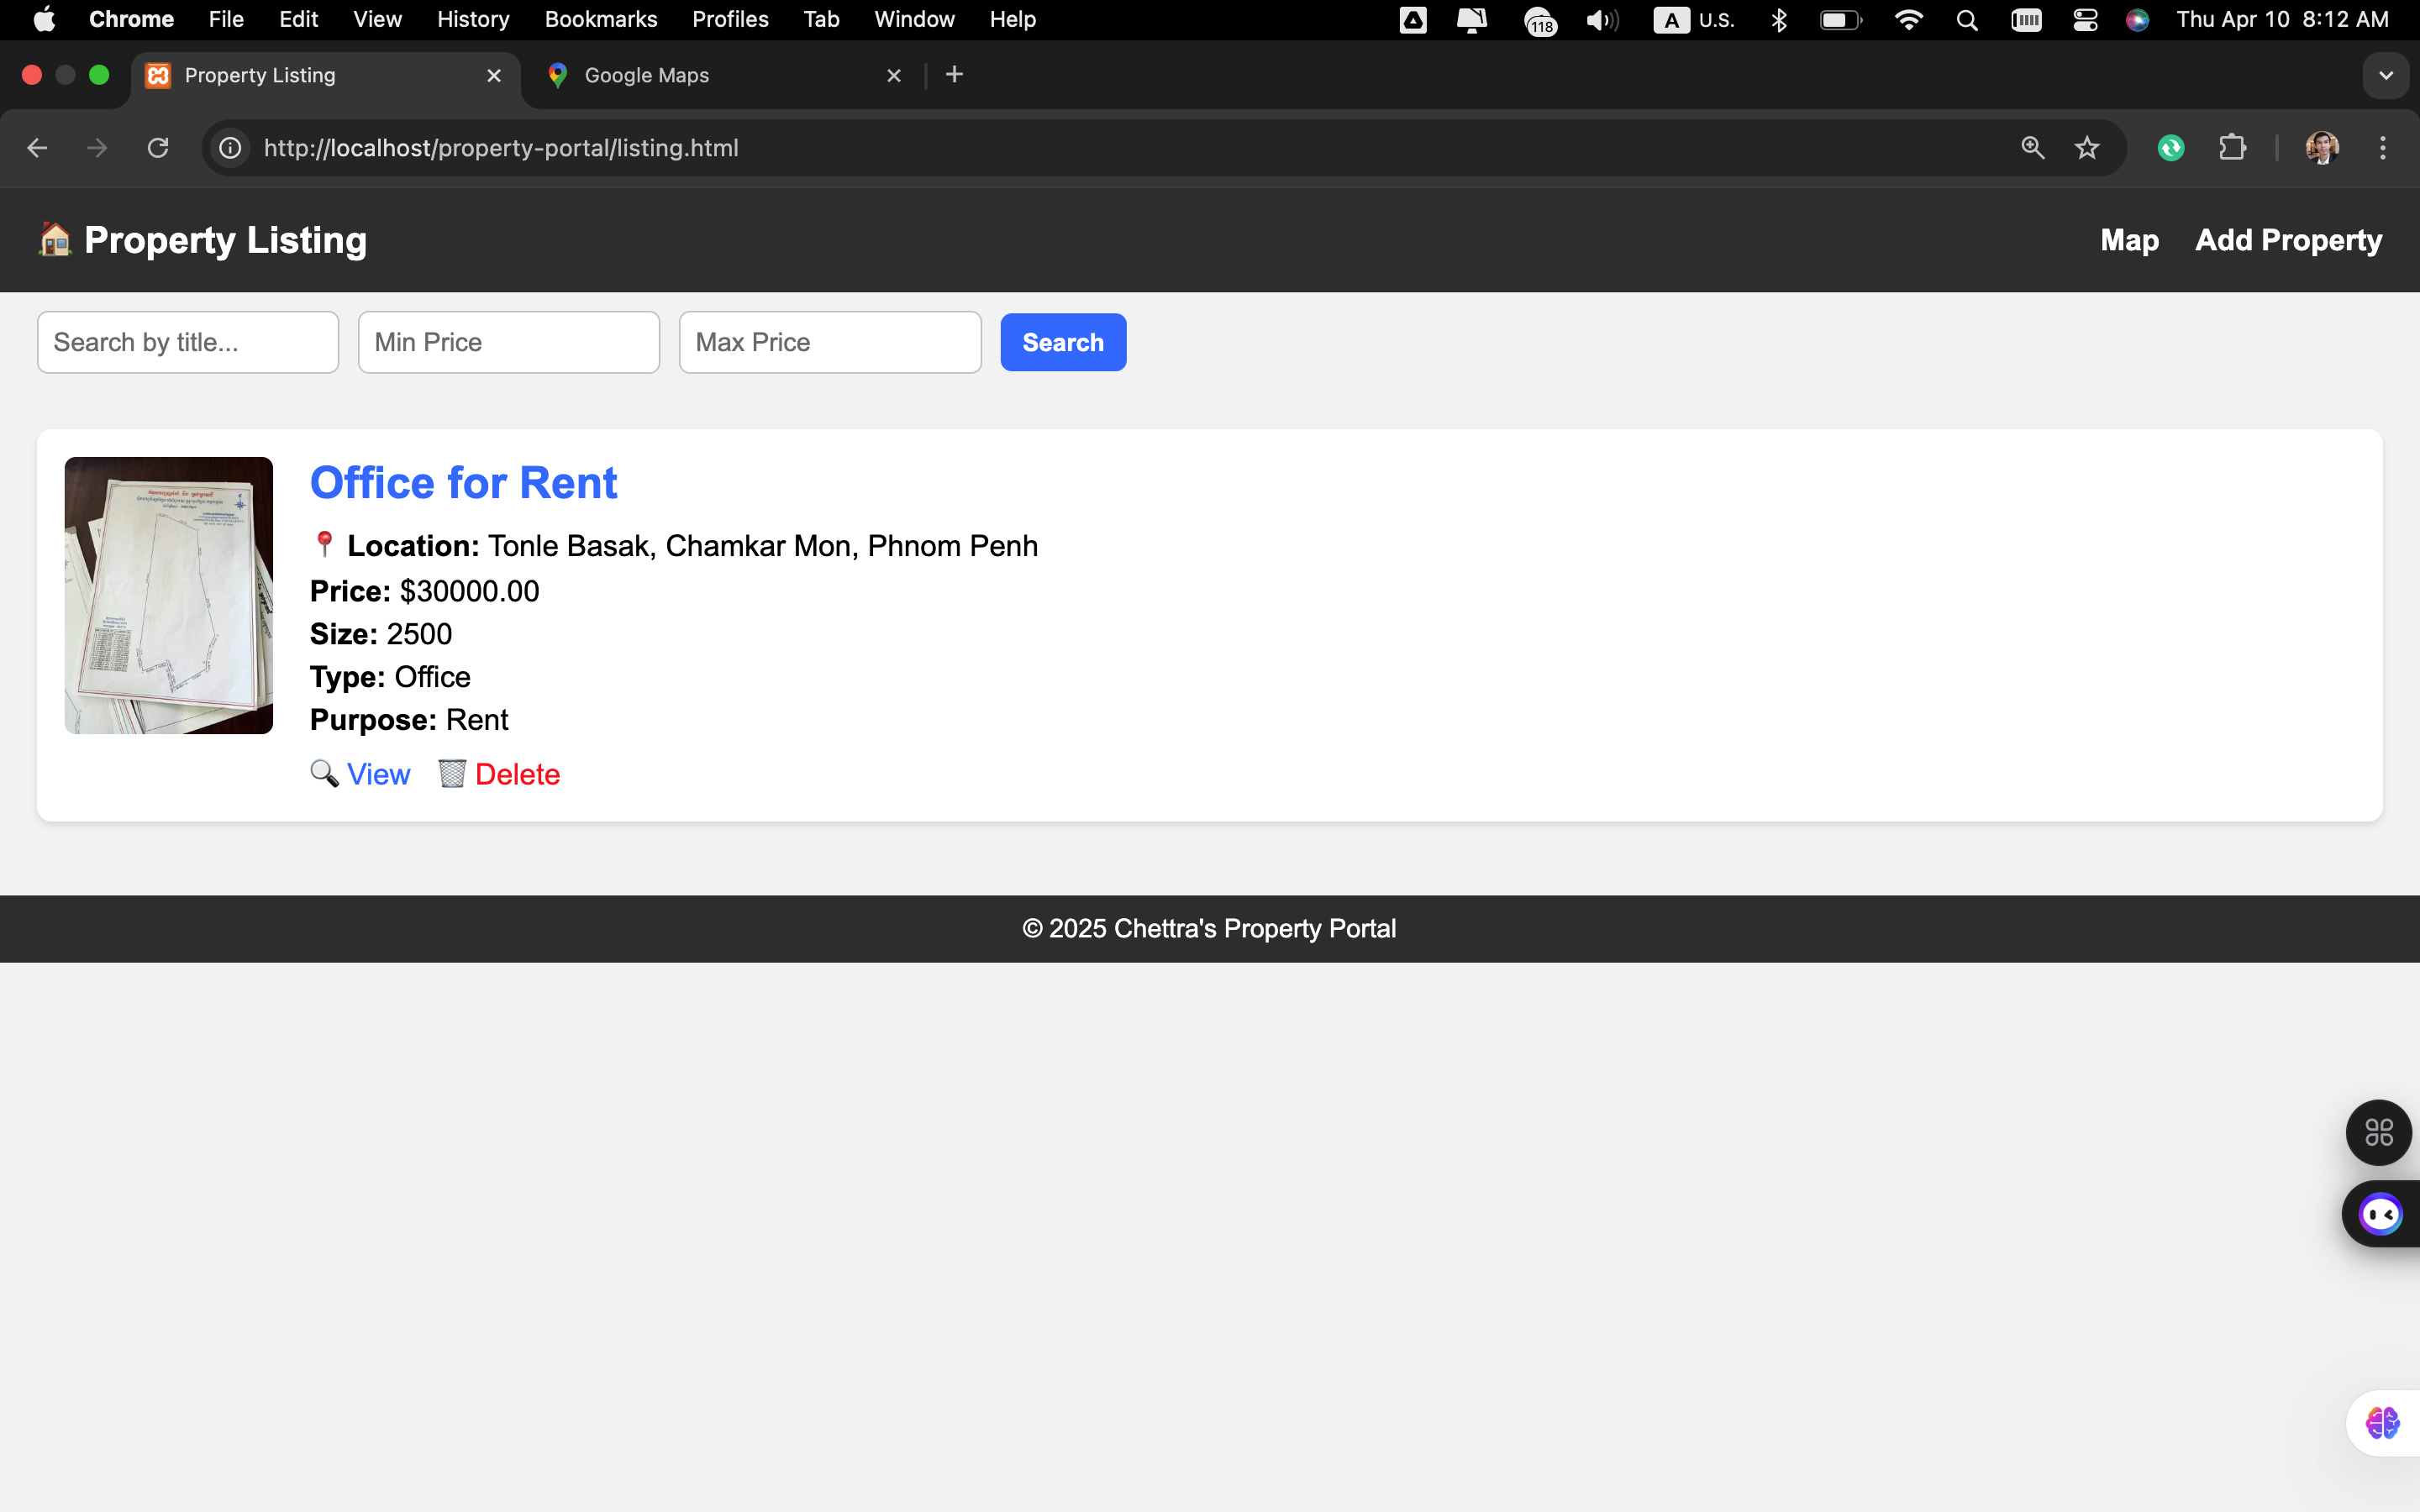 Chrome File Edit View History Bookmarks Profiles Tab Window Help 118 A U.S. Thu Apr 10 8:12 AM
Property Listing Google Maps
http://localhost/property-portal/listing.html
Property Listing Map Add Property
Search by title... Min Price Max Price Search
Office for Rent
Location: Tonle Basak, Chamkar Mon, Phnom Penh
Price: $30000.00
Size: 2500
Type: Office
Purpose: Rent
View Delete
© 2025 Chettra's Property Portal